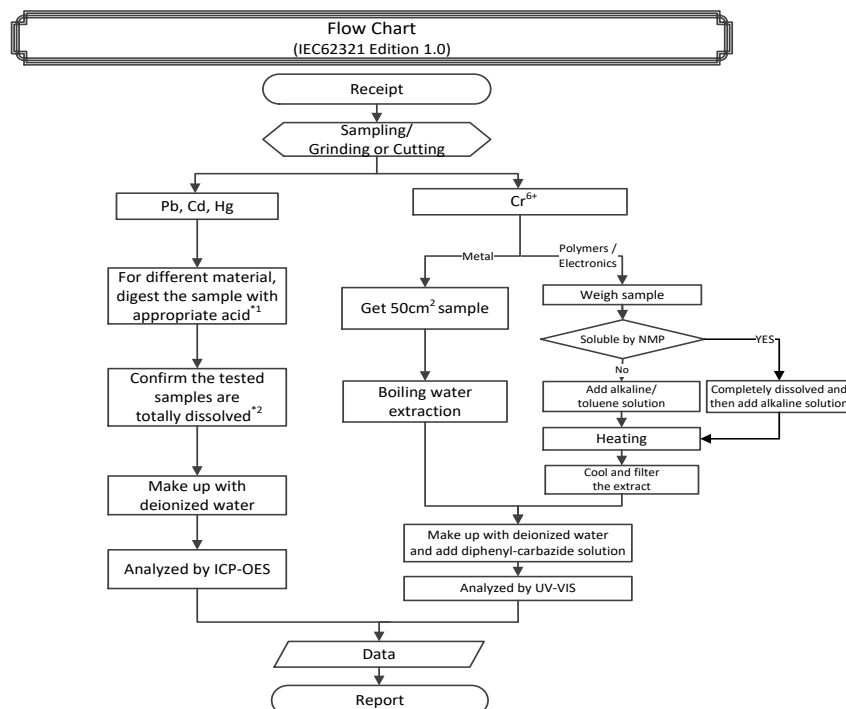 Flow Chart
(IEC62321 Edition 1.0)
Receipt
Sampling/
Grinding or Cutting
Pb, Cd, Hg
Cr⁶⁺
Metal
Polymers /
Electronics
For different material,
digest the sample with
appropriate acid*¹
Get 50cm² sample
Weigh sample
Soluble by NMP
YES
No
Confirm the tested
samples are
totally dissolved*²
Boiling water
extraction
Add alkaline/
toluene solution
Completely dissolved and
then add alkaline solution
Heating
Cool and filter
the extract
Make up with
deionized water
Make up with deionized water
and add diphenyl-carbazide solution
Analyzed by ICP-OES
Analyzed by UV-VIS
Data
Report